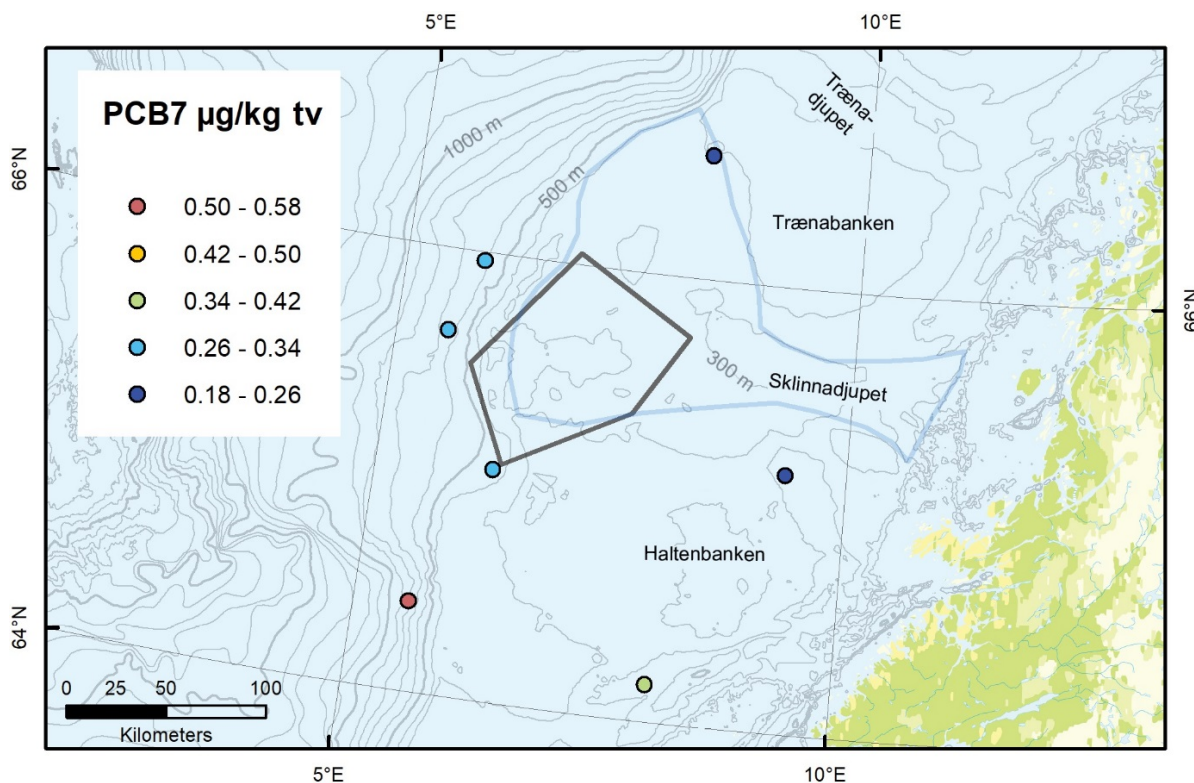 5°E 10°E
PCB7 µg/kg tv
0.50 - 0.58
0.42 - 0.50
0.34 - 0.42
0.26 - 0.34
0.18 - 0.26
1000 m
500 m
300 m
Træna-
djupet
Trænabanken
Sklinnadjupet
Haltenbanken
66°N
64°N
66°N
0 25 50 100
Kilometers
5°E 10°E